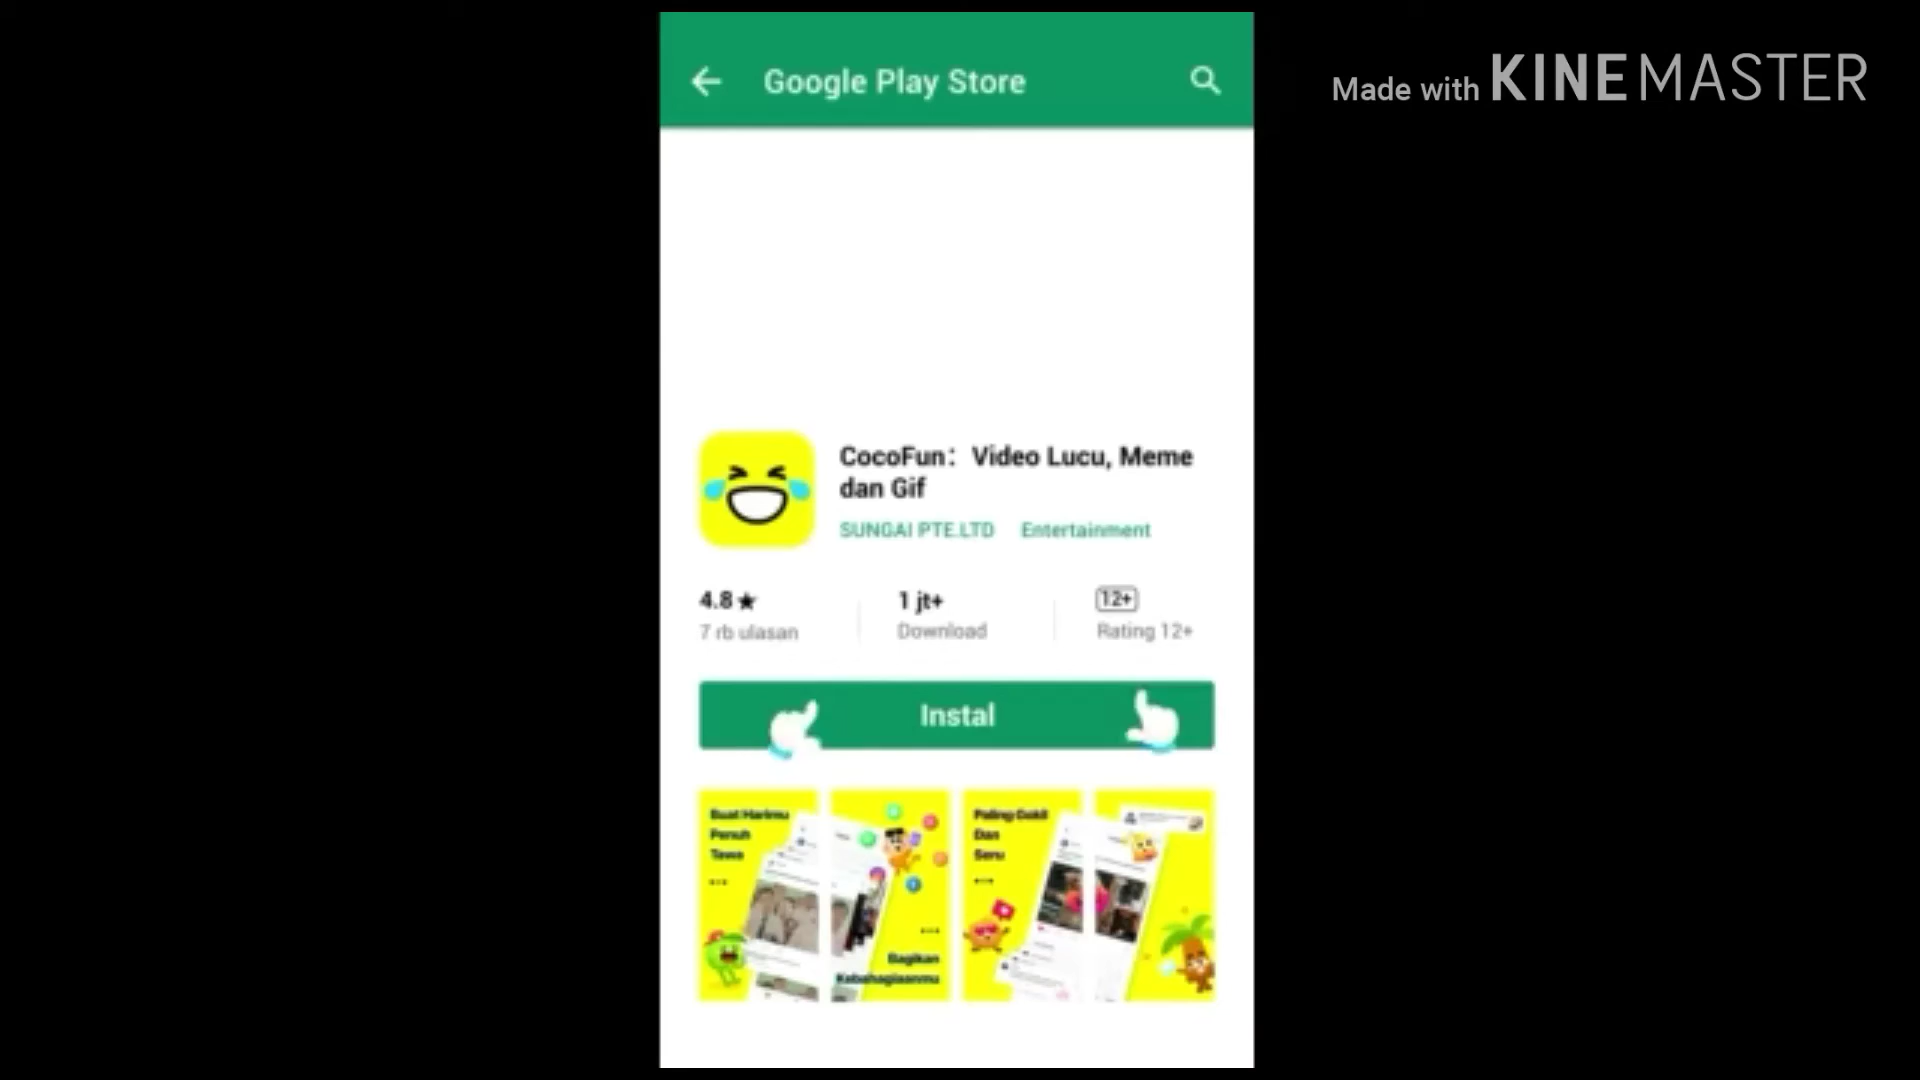 Google Play Store
Made with KINEMASTER
CocoFun: Video Lucu, Meme
dan Gif
SUNGAI PTE.LTD Entertainment
4.8★ 1 jt+ 12+
7 rb ulasan Download Rating 12+
Instal
Buat Harimu
Penuh
Tawa
Bagikan
Kebahagiaanmu
Paling Gokil
Dan
Seru